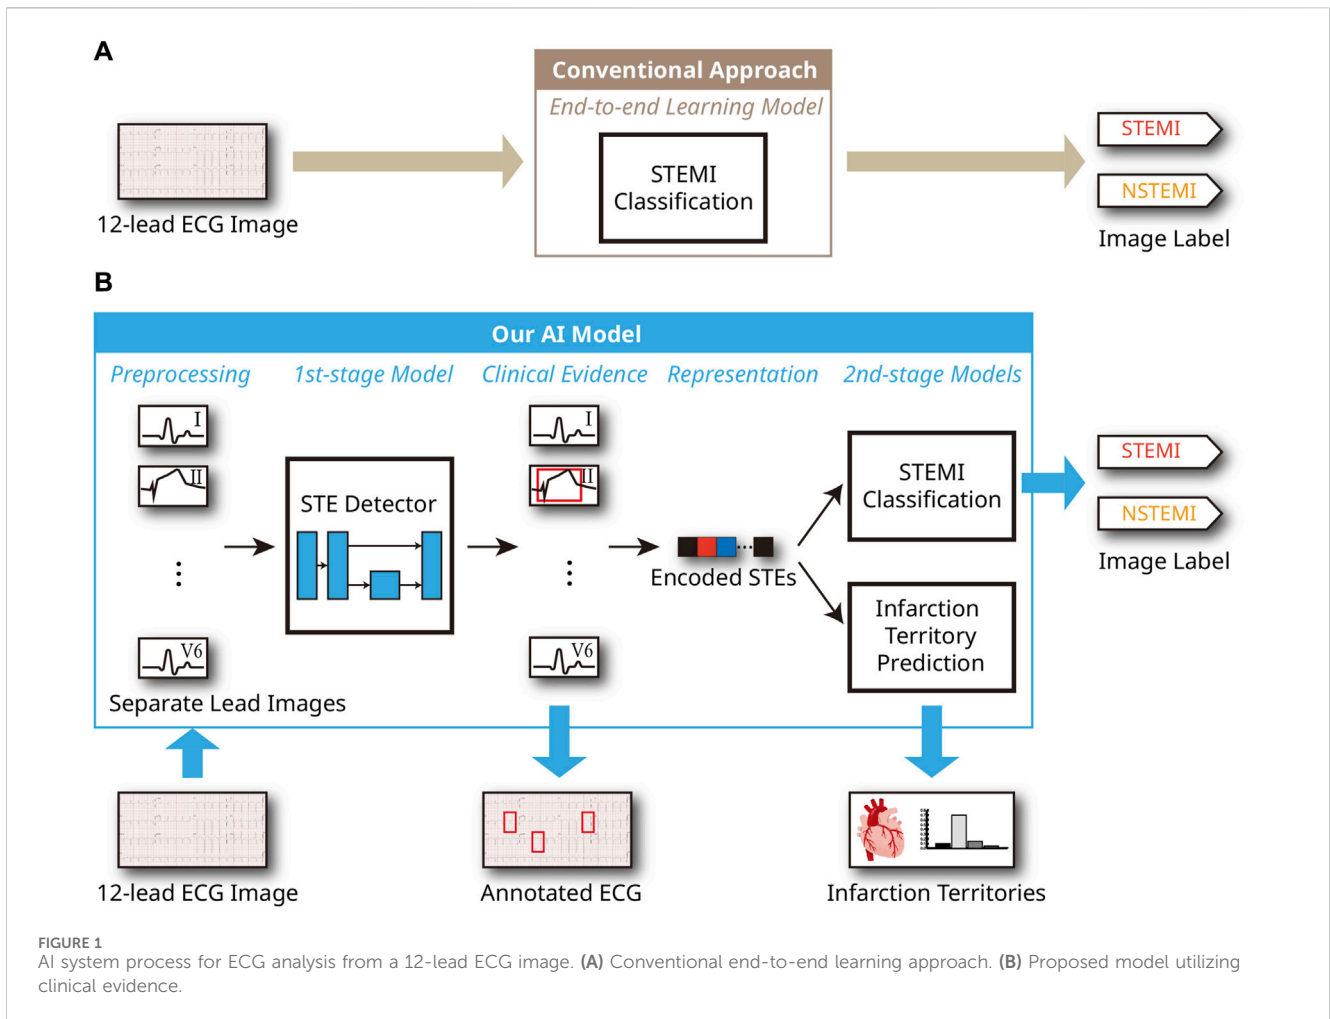 A
Conventional Approach
End-to-end Learning Model
STEMI
Classification
12-lead ECG Image
STEMI
NSTEMI
Image Label
B
Our AI Model
Preprocessing
1st-stage Model
Clinical Evidence
Representation
2nd-stage Models
I
II
V6
Separate Lead Images
STE Detector
I
II
V6
Encoded STEs
STEMI
Classification
Infarction
Territory
Prediction
STEMI
NSTEMI
Image Label
12-lead ECG Image
Annotated ECG
Infarction Territories
FIGURE 1
AI system process for ECG analysis from a 12-lead ECG image. (A) Conventional end-to-end learning approach. (B) Proposed model utilizing
clinical evidence.